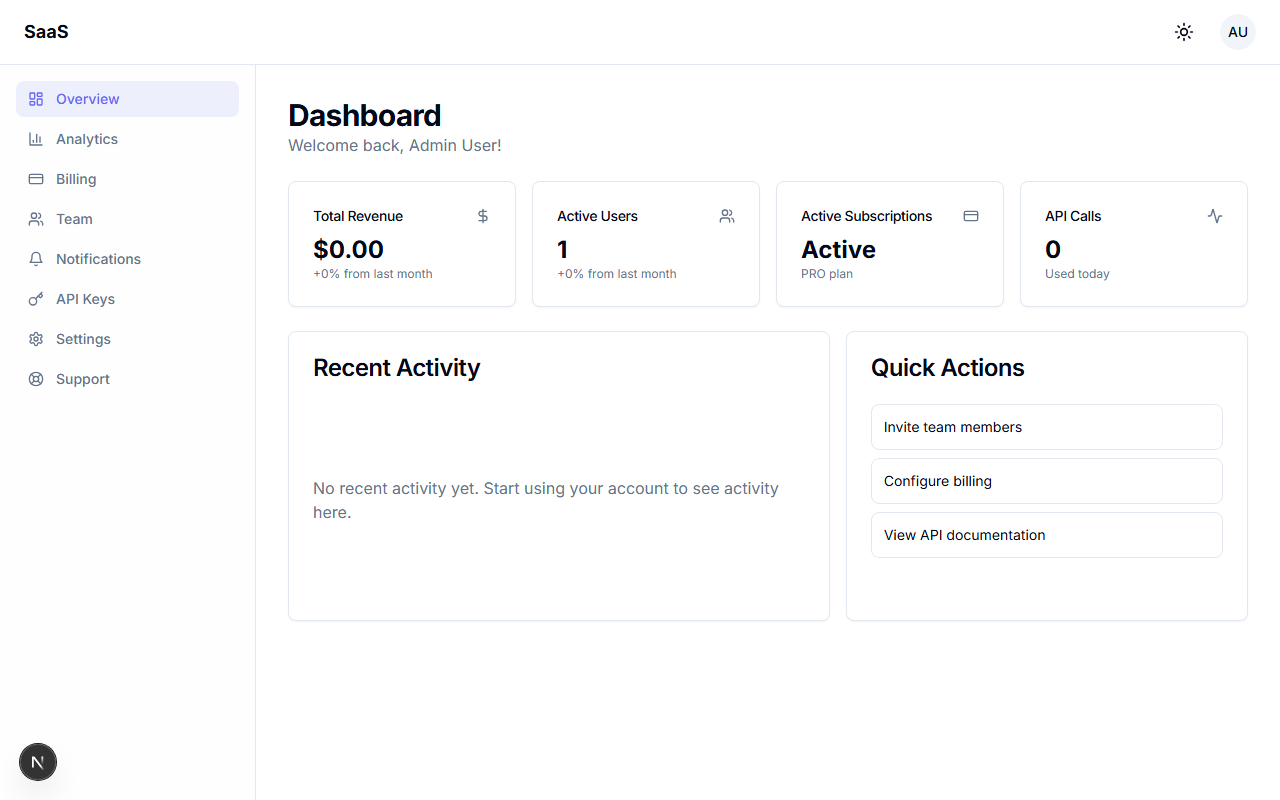 SaaS
AU
Overview
Analytics
Billing
Team
Notifications
API Keys
Settings
Support
Dashboard
Welcome back, Admin User!
Total Revenue
$0.00
+0% from last month
Active Users
1
+0% from last month
Active Subscriptions
Active
PRO plan
API Calls
0
Used today
Recent Activity
No recent activity yet. Start using your account to see activity
here.
Quick Actions
Invite team members
Configure billing
View API documentation
N